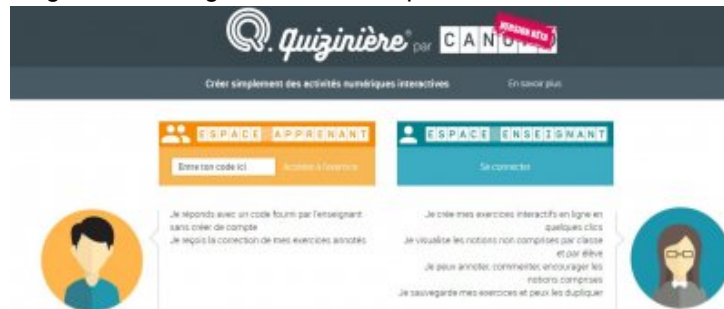 Quizinière par CANOPÉ
VERSION BÊTA
Créer simplement des activités numériques interactives
En savoir plus
ESPACE APPRENANT
Entre ton code ici
Accéder à l'exercice
Je réponds avec un code fourni par l'enseignant
sans créer de compte
Je reçois la correction de mes exercices annotés
ESPACE ENSEIGNANT
Se connecter
Je crée mes exercices interactifs en ligne en
quelques clics
Je visualise les notions non comprises par classe
et par élève
Je peux annoter, commenter, encourager les
notions comprises
Je sauvegarde mes exercices et peux les dupliquer